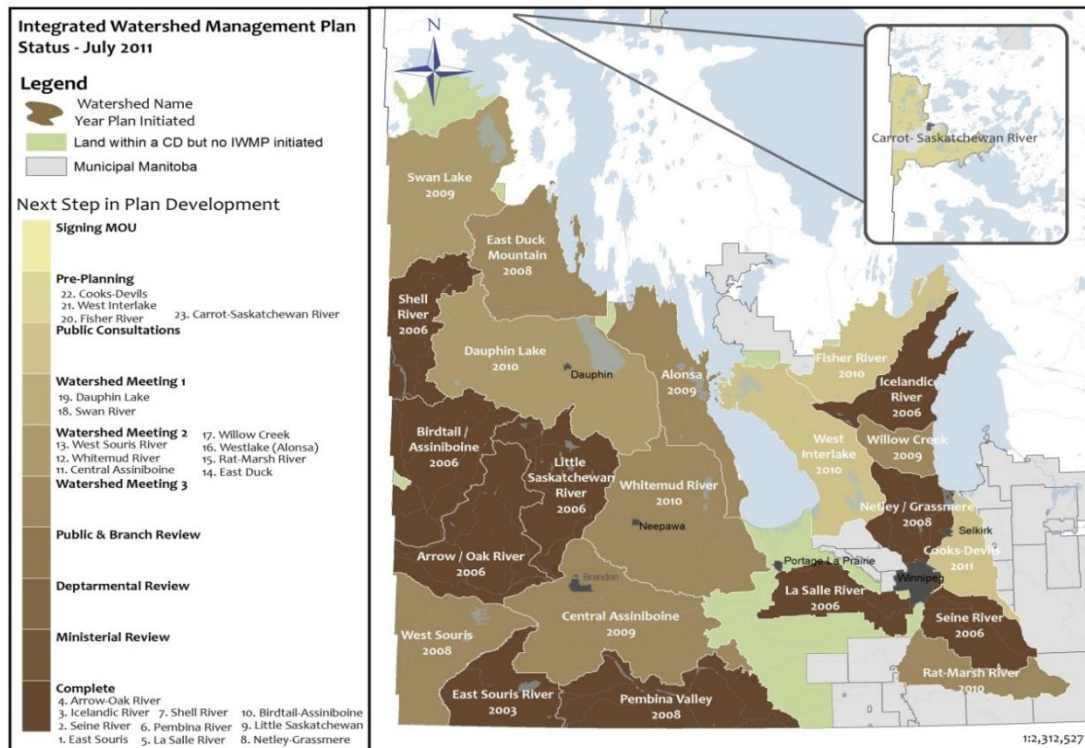 Integrated Watershed Management Plan
Status - July 2011
Legend
Watershed Name
Year Plan Initiated
Land within a CD but no IWMP initiated
Municipal Manitoba
Next Step in Plan Development
Signing MOU
Pre-Planning
22. Cooks-Devils
21. West Interlake
20. Fisher River
23. Carrot-Saskatchewan River
Public Consultations
Watershed Meeting 1
19. Dauphin Lake
18. Swan River
Watershed Meeting 2
13. West Souris River
12. Whitemud River
11. Central Assiniboine
17. Willow Creek
16. Westlake (Alonsa)
15. Rat-Marsh River
14. East Duck
Watershed Meeting 3
Public & Branch Review
Deptarmental Review
Ministerial Review
Complete
4. Arrow-Oak River
3. Icelandic River
2. Seine River
1. East Souris
7. Shell River
6. Pembina River
5. La Salle River
10. Birdtail-Assiniboine
9. Little Saskatchewan
8. Netley-Grassmere
N
Carrot- Saskatchewan River
Swan Lake
2009
East Duck
Mountain
2008
Shell
River
2006
Dauphin Lake
2010
Dauphin
Alonsa
2009
Fisher River
2010
Icelandic
River
2006
Birdtail /
Assiniboine
2006
Little
Saskatchewan
River
2006
Whitemud River
2010
Neepawa
West
Interlake
2010
Willow Creek
2009
Netley / Grassmere
2008
Selkirk
Cooks-Devils
2011
Arrow / Oak River
2006
Brandon
Portage La Prairie
Winnipeg
La Salle River
2006
Central Assiniboine
2009
Seine River
2006
West Souris
2008
Rat-Marsh River
2010
East Souris River
2003
Pembina Valley
2008
1:2,312,527